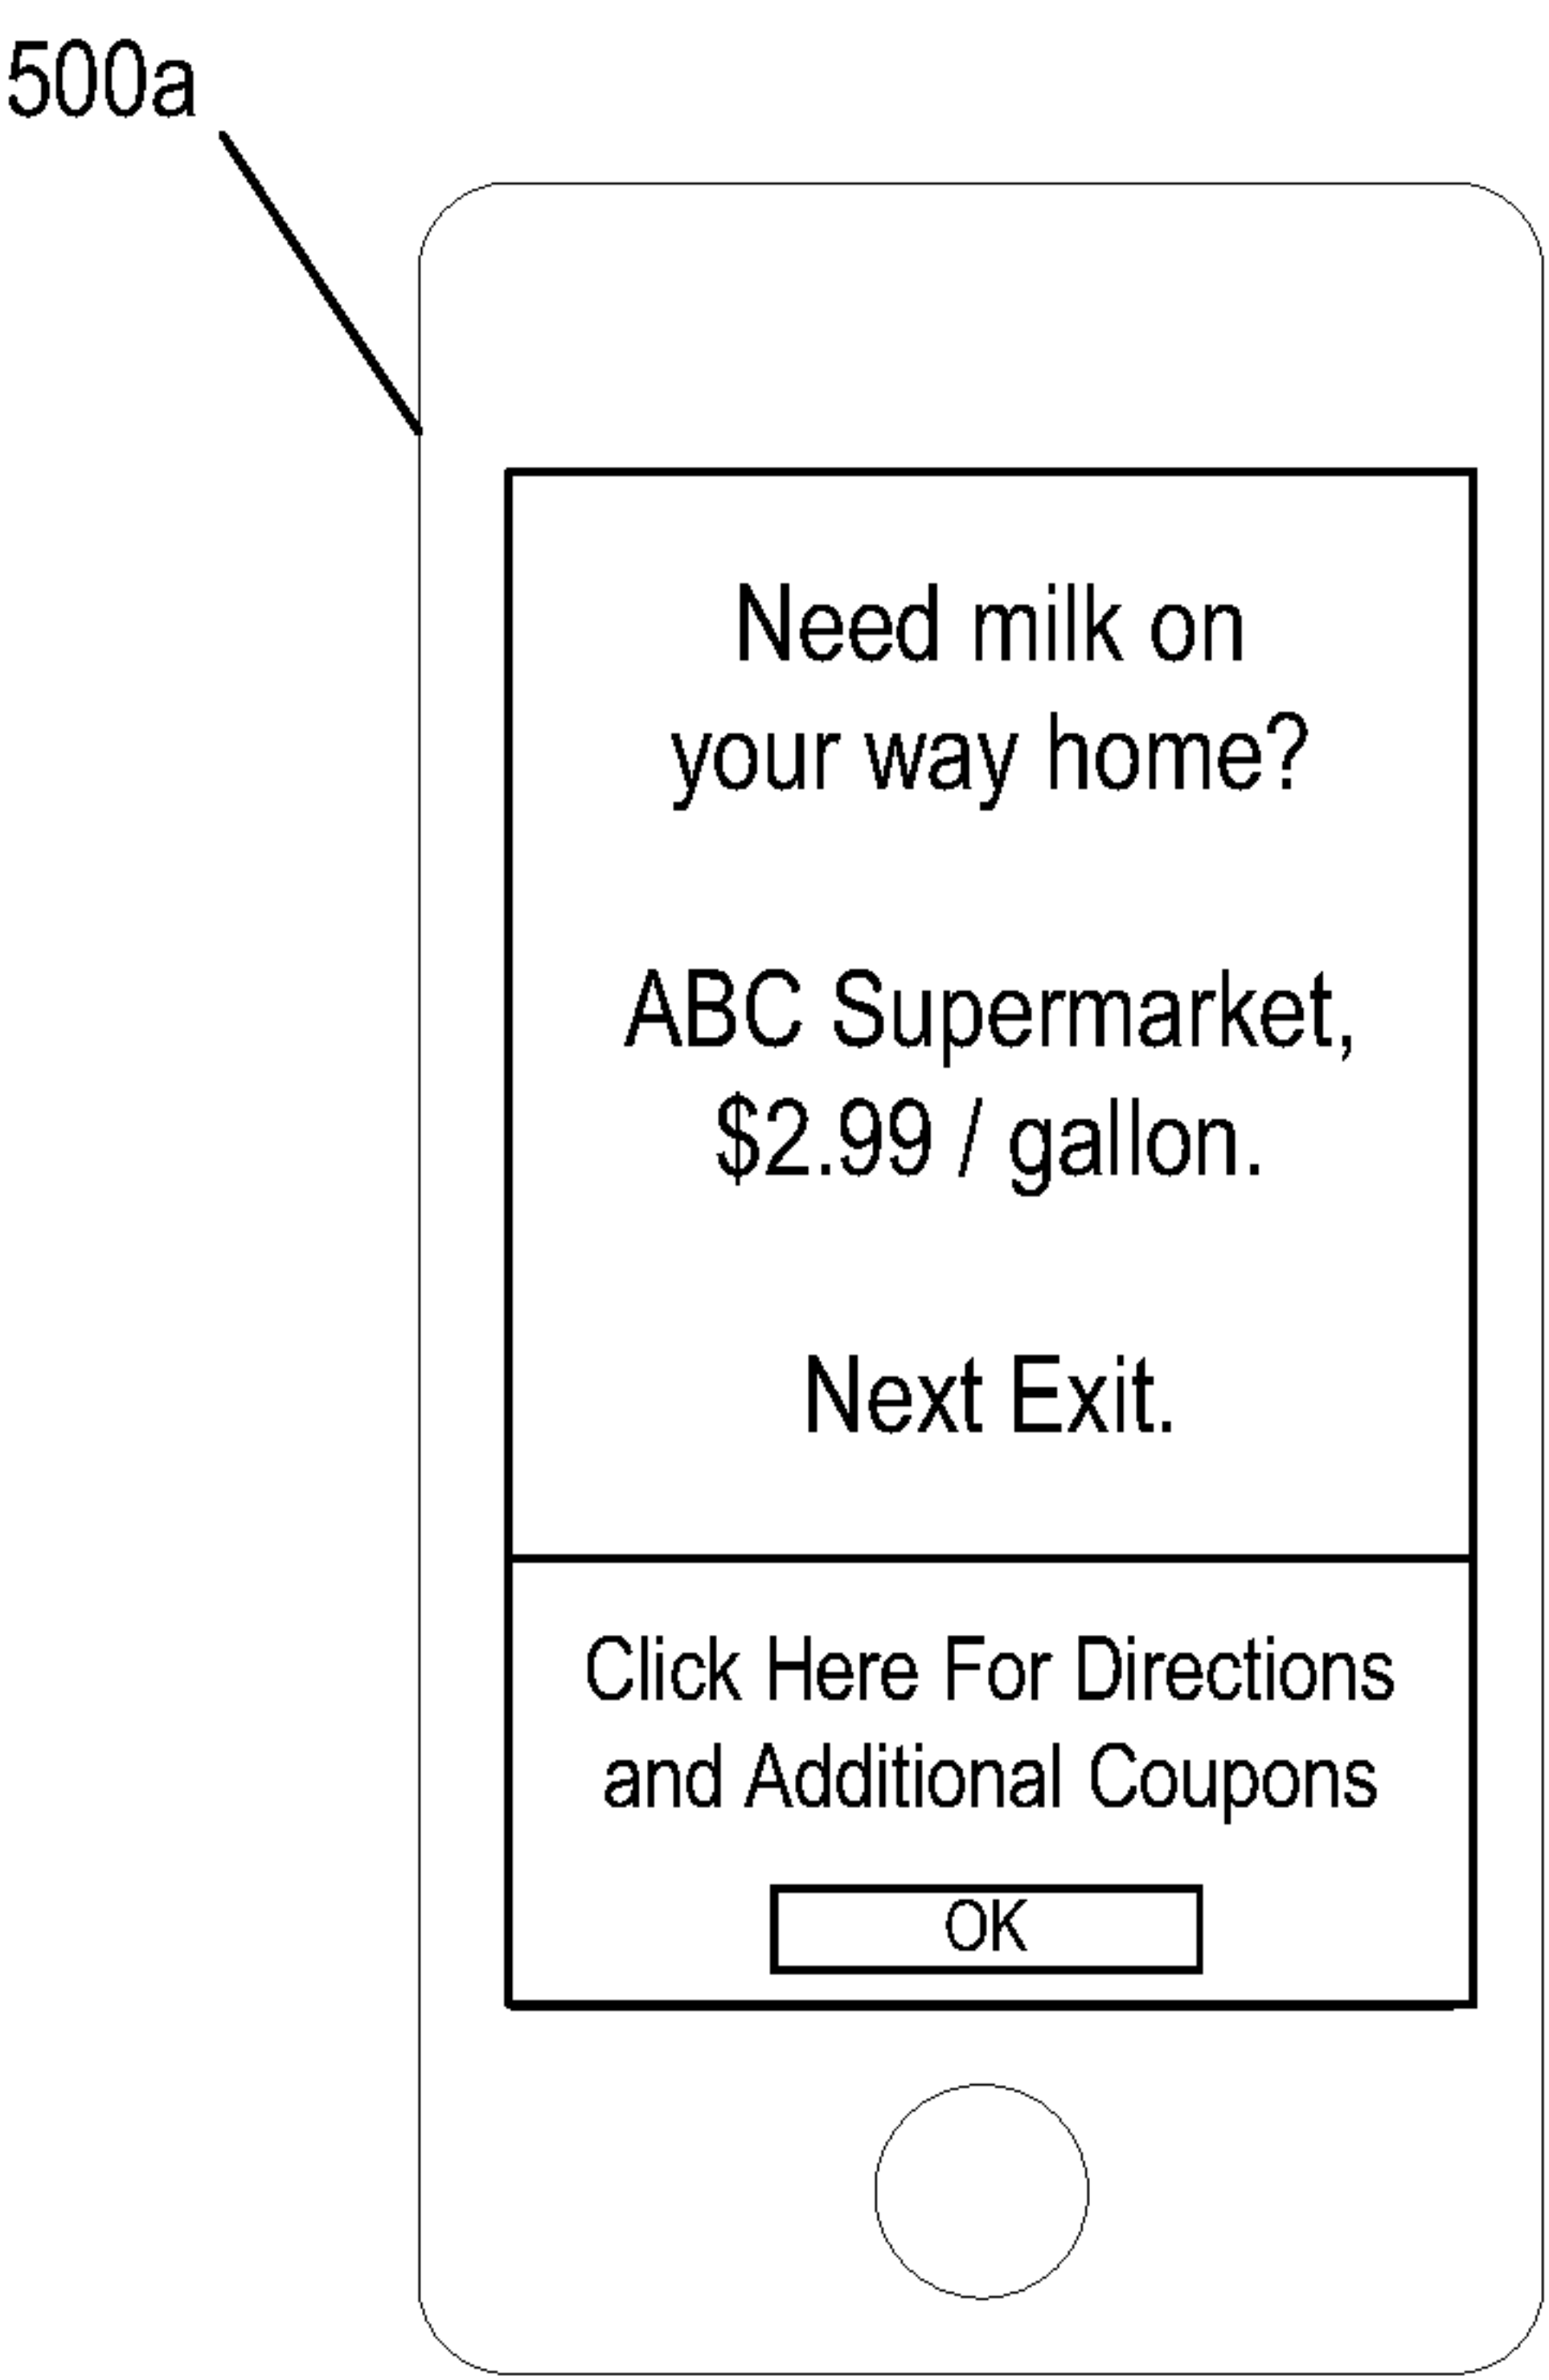 500a
Need milk on
your way home?
ABC Supermarket,
$2.99 / gallon.
Next Exit.
Click Here For Directions
and Additional Coupons
OK